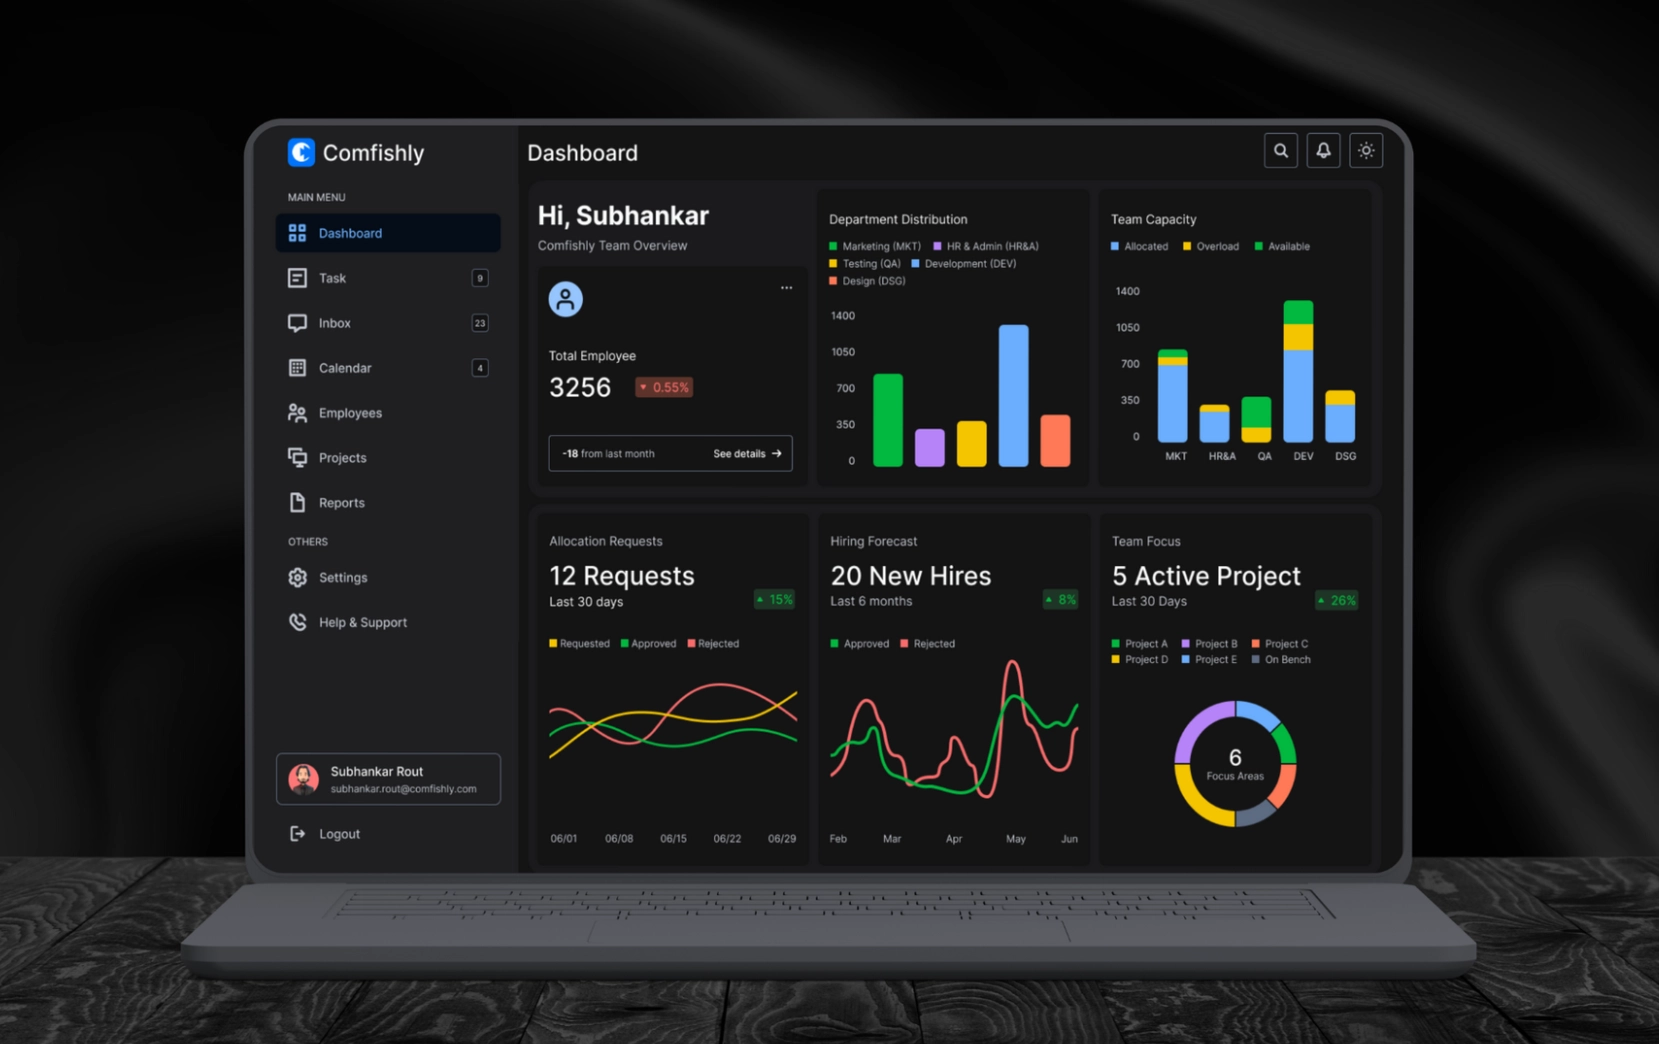 Comfishly
MAIN MENU
Dashboard
Task 9
Inbox 23
Calendar 4
Employees
Projects
Reports
OTHERS
Settings
Help & Support
Subhankar Rout
subhankar.rout@comfishly.com
Logout
Dashboard
Hi, Subhankar
Comfishly Team Overview
...
Total Employee
3256 0.55%
-18 from last month See details →
Department Distribution
Marketing (MKT) HR & Admin (HR&A)
Testing (QA) Development (DEV)
Design (DSG)
1400
1050
700
350
0
Team Capacity
Allocated Overload Available
1400
1050
700
350
0
MKT HR&A QA DEV DSG
Allocation Requests
12 Requests
Last 30 days 15%
Requested Approved Rejected
06/01 06/08 06/15 06/22 06/29
Hiring Forecast
20 New Hires
Last 6 months 8%
Approved Rejected
Feb Mar Apr May Jun
Team Focus
5 Active Project
Last 30 Days 26%
Project A Project B Project C
Project D Project E On Bench
6
Focus Areas